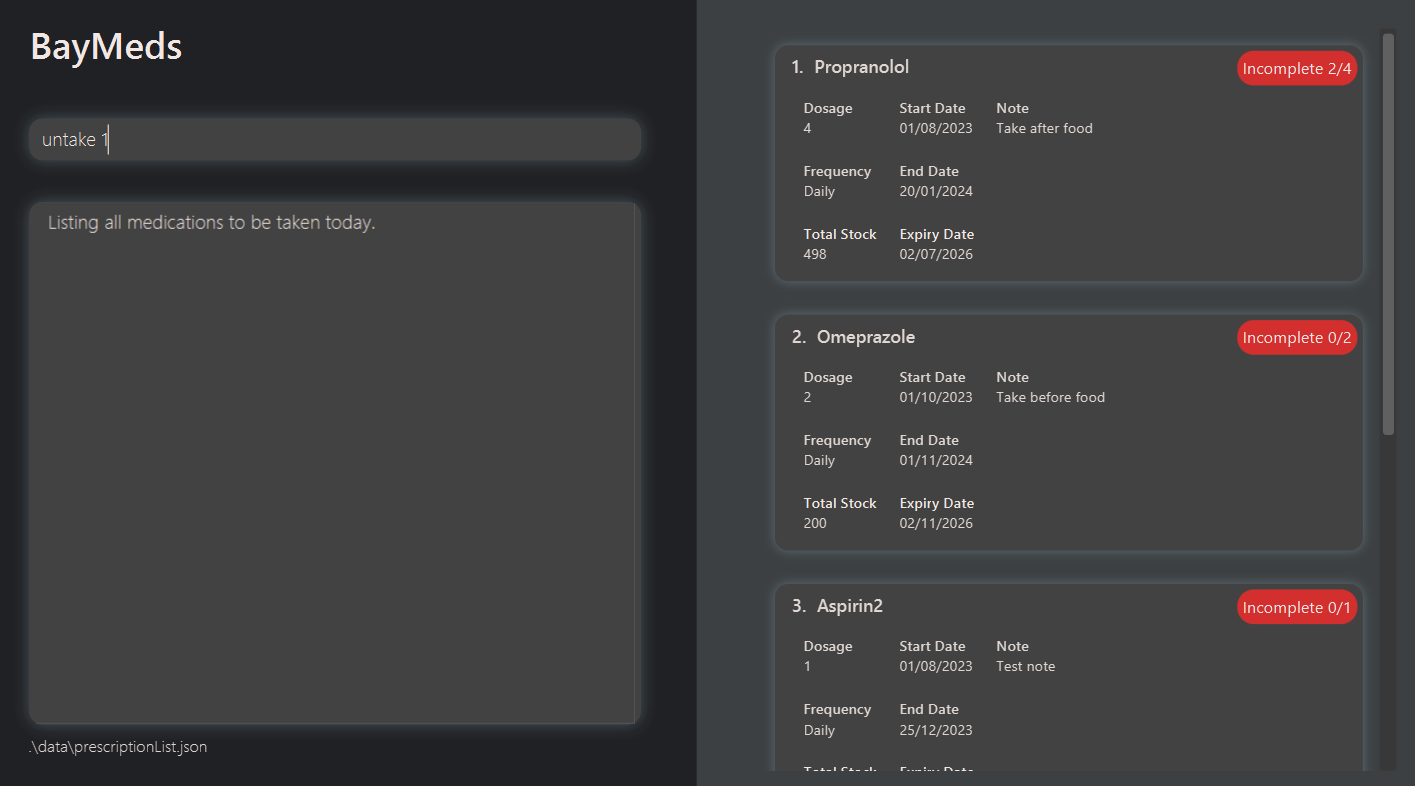 BayMeds
untake 1
Listing all medications to be taken today.
.\data\prescriptionList.json
1. Propranolol
Incomplete 2/4
Dosage Start Date Note
4 01/08/2023 Take after food
Frequency End Date
Daily 20/01/2024
Total Stock Expiry Date
498 02/07/2026
2. Omeprazole
Incomplete 0/2
Dosage Start Date Note
2 01/10/2023 Take before food
Frequency End Date
Daily 01/11/2024
Total Stock Expiry Date
200 02/11/2026
3. Aspirin2
Incomplete 0/1
Dosage Start Date Note
1 01/08/2023 Test note
Frequency End Date
Daily 25/12/2023
Total Stock Expiry Date